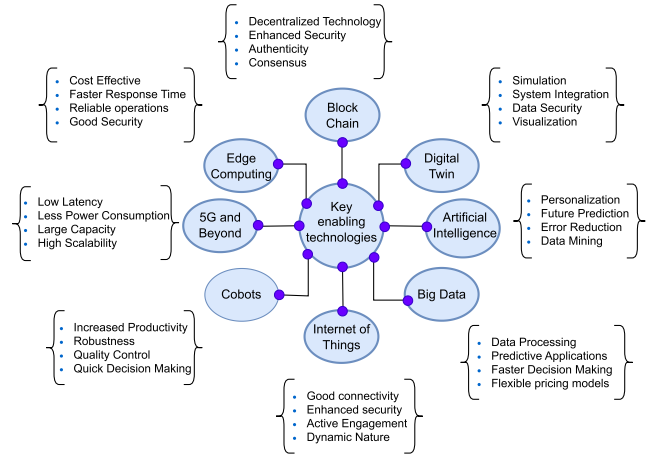 Decentralized Technology
Enhanced Security
Authenticity
Consensus
Cost Effective
Faster Response Time
Reliable operations
Good Security
Simulation
System Integration
Data Security
Visualization
Block
Chain
Edge
Computing
Digital
Twin
Low Latency
Less Power Consumption
Large Capacity
High Scalability
5G and
Beyond
Key
enabling
technologies
Artificial
Intelligence
Personalization
Future Prediction
Error Reduction
Data Mining
Cobots
Big Data
Internet of
Things
Increased Productivity
Robustness
Quality Control
Quick Decision Making
Data Processing
Predictive Applications
Faster Decision Making
Flexible pricing models
Good connectivity
Enhanced security
Active Engagement
Dynamic Nature